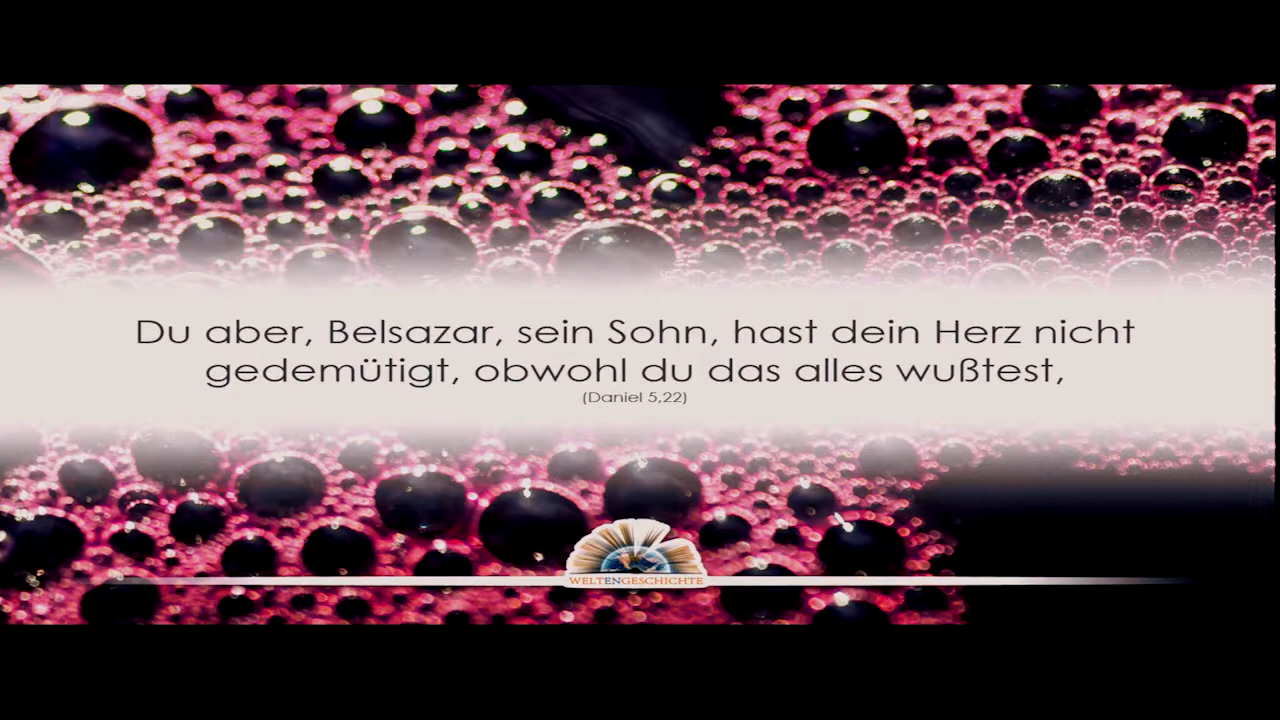 Du aber, Belsazar, sein Sohn, hast dein Herz nicht
gedemütigt, obwohl du das alles wußtest,
(Daniel 5,22)
WELTENGESCHICHTE